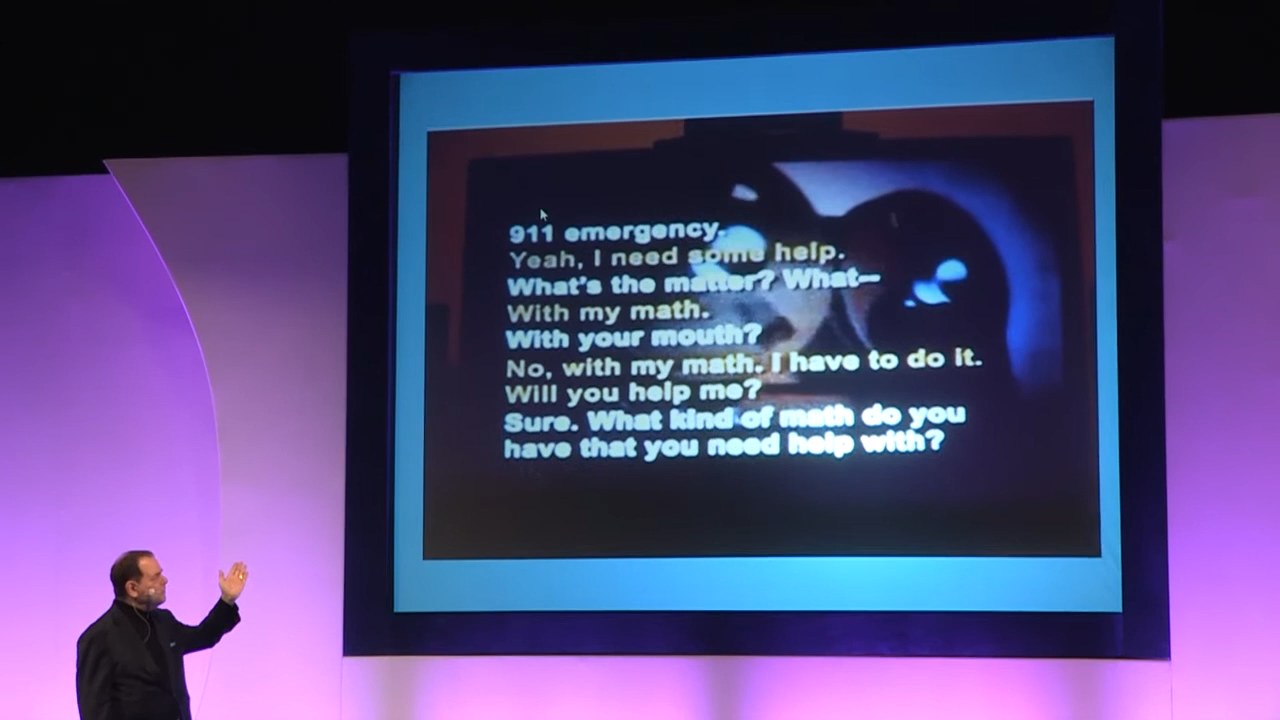 911 emergency.
Yeah, I need some help.
What's the matter? What—
With my math.
With your mouth?
No, with my math. I have to do it.
Will you help me?
Sure. What kind of math do you
have that you need help with?